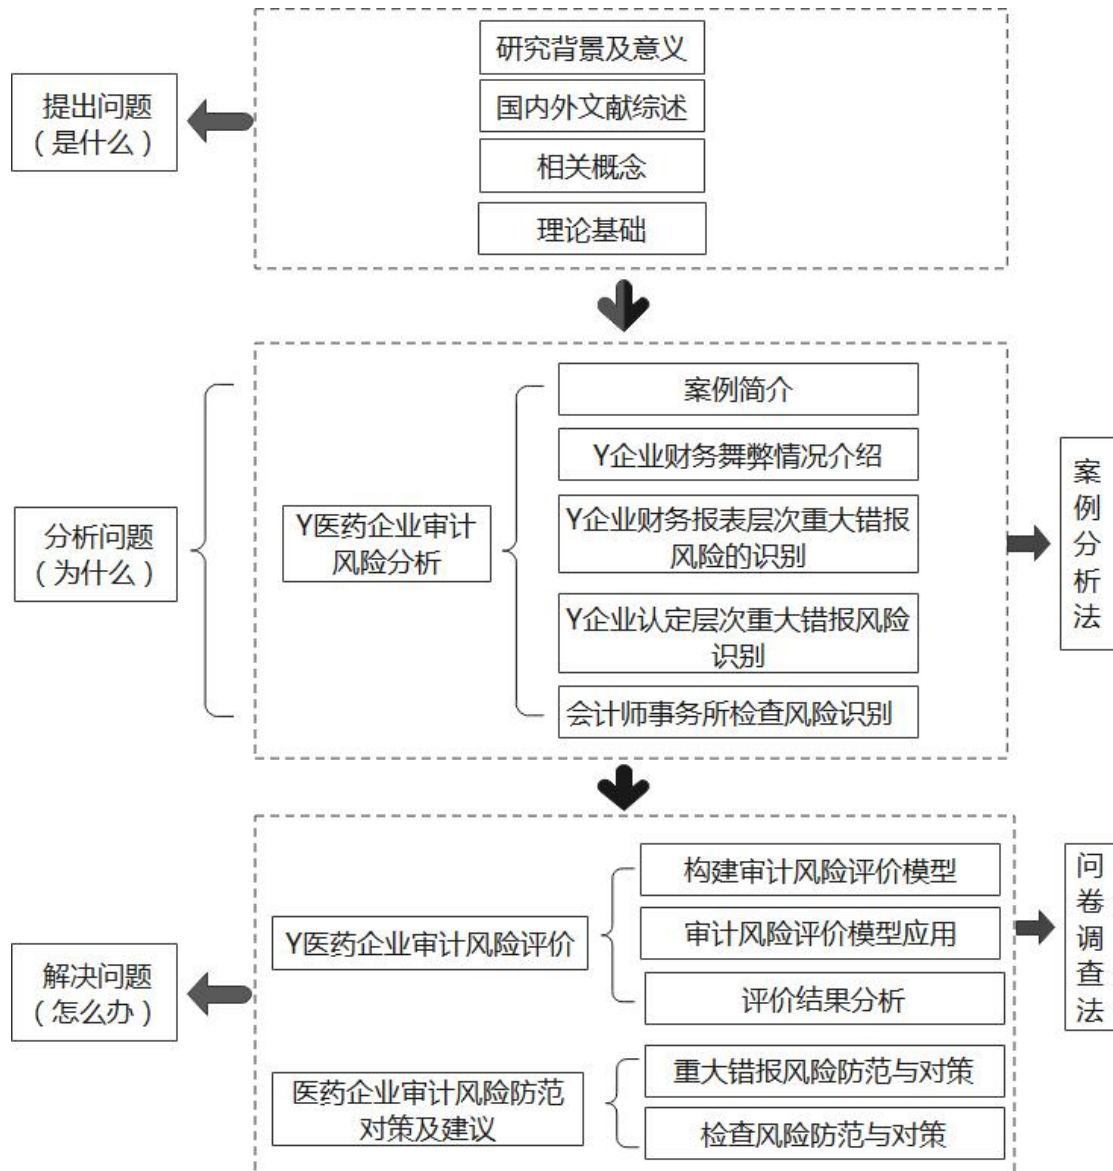 研究背景及意义
国内外文献综述
相关概念
理论基础
提出问题
（是什么）
案例简介
Y企业财务舞弊情况介绍
Y企业财务报表层次重大错报
风险的识别
Y企业认定层次重大错报风险
识别
会计师事务所检查风险识别
Y医药企业审计
风险分析
分析问题
（为什么）
案
例
分
析
法
构建审计风险评价模型
审计风险评价模型应用
评价结果分析
Y医药企业审计风险评价
重大错报风险防范与对策
检查风险防范与对策
医药企业审计风险防范
对策及建议
解决问题
（怎么办）
问
卷
调
查
法